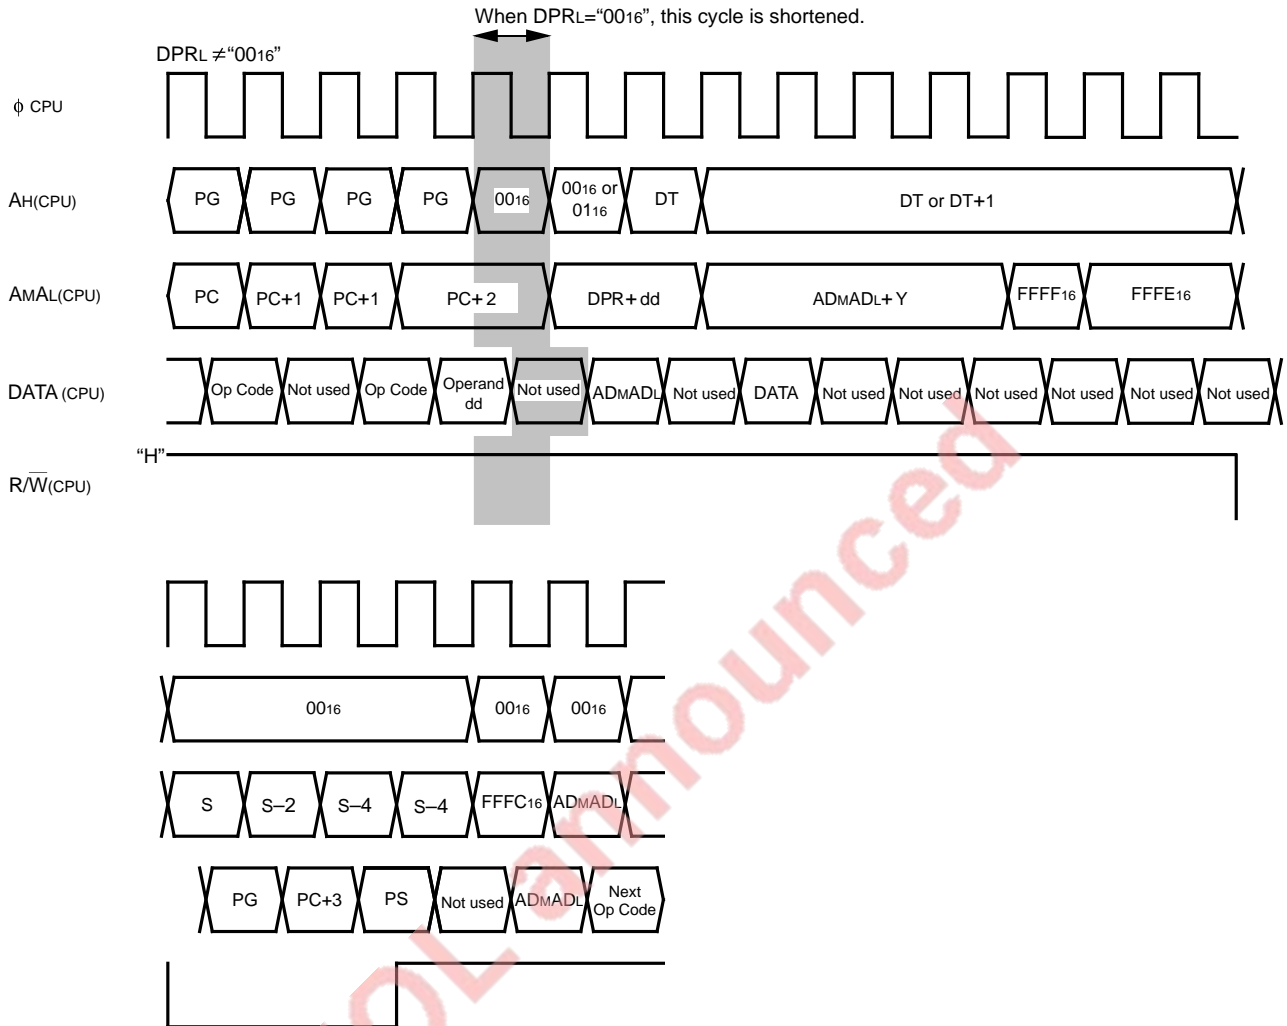 When DPRL="0016", this cycle is shortened.
DPRL ≠"0016"
ϕ CPU
AH(CPU)
PG PG PG PG 0016 0016 or 0116 DT DT or DT+1
AMAL(CPU)
PC PC+1 PC+1 PC+2 DPR+dd ADMADL+Y FFFF16 FFFE16
DATA (CPU)
Op Code Not used Op Code Operand dd Not used ADMADL Not used DATA Not used Not used Not used Not used Not used Not used
"H"
R/W̅(CPU)
0016 0016 0016
S S–2 S–4 S–4 FFFC16 ADMADL
PG PC+3 PS Not used ADMADL Next Op Code
OL announced